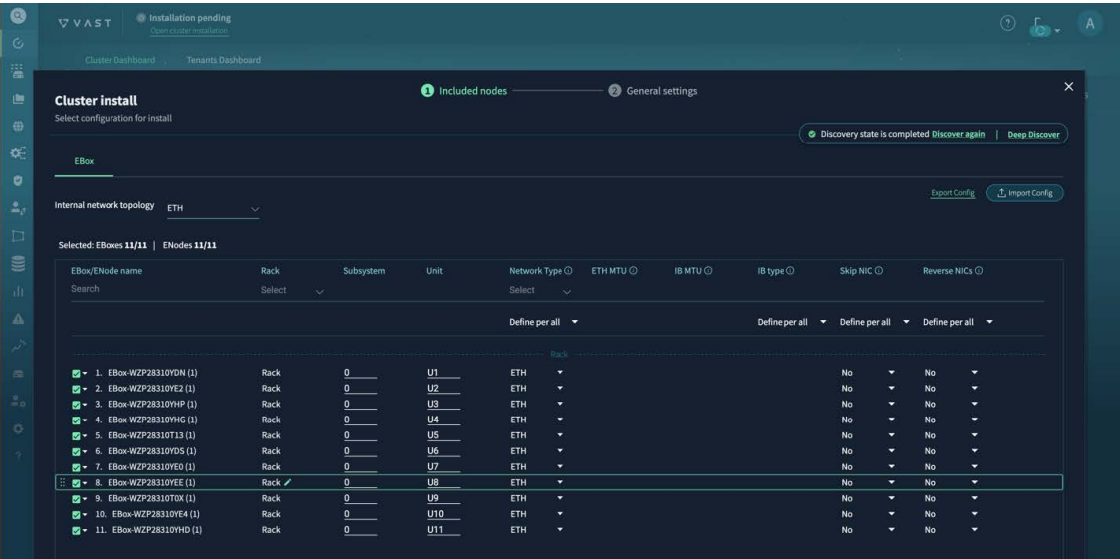 VAST
Installation pending
Open cluster installation
A
Cluster Dashboard Tenants Dashboard
Cluster install
Select configuration for install
1 Included nodes
2 General settings
Discovery state is completed Discover again | Deep Discover
EBox
Export Config
Import Config
Internal network topology ETH
Selected: EBoxes 11/11 | ENodes 11/11
EBox/ENode name Rack Subsystem Unit Network Type ETH MTU IB MTU IB type Skip NIC Reverse NICs
Search Select Select
Define per all Define per all Define per all Define per all
Rack
1. EBox-WZP28310YDN (1) Rack 0 U1 ETH No No
2. EBox-WZP28310YE2 (1) Rack 0 U2 ETH No No
3. EBox-WZP28310YHP (1) Rack 0 U3 ETH No No
4. EBox-WZP28310YHG (1) Rack 0 U4 ETH No No
5. EBox-WZP28310T13 (1) Rack 0 U5 ETH No No
6. EBox-WZP28310YDS (1) Rack 0 U6 ETH No No
7. EBox-WZP28310YE0 (1) Rack 0 U7 ETH No No
8. EBox-WZP28310YEE (1) Rack 0 U8 ETH No No
9. EBox-WZP28310T0X (1) Rack 0 U9 ETH No No
10. EBox-WZP28310YE4 (1) Rack 0 U10 ETH No No
11. EBox-WZP28310YHD (1) Rack 0 U11 ETH No No